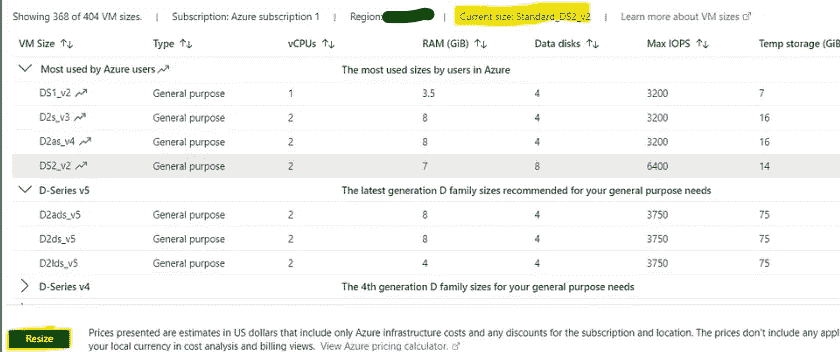 Showing 368 of 404 VM sizes. | Subscription: Azure subscription 1 | Region: | Current size: Standard_DS2_v2 | Learn more about VM sizes
VM Size ↑↓ Type ↑↓ vCPUs ↑↓ RAM (GiB) ↑↓ Data disks ↑↓ Max IOPS ↑↓ Temp storage (GiB
Most used by Azure users The most used sizes by users in Azure
DS1_v2 General purpose 1 3.5 4 3200 7
D2s_v3 General purpose 2 8 4 3200 16
D2as_v4 General purpose 2 8 4 3200 16
DS2_v2 General purpose 2 7 8 6400 14
D-Series v5 The latest generation D family sizes recommended for your general purpose needs
D2ads_v5 General purpose 2 8 4 3750 75
D2ds_v5 General purpose 2 8 4 3750 75
D2lds_v5 General purpose 2 4 4 3750 75
D-Series v4 The 4th generation D family sizes for your general purpose needs
Resize Prices presented are estimates in US dollars that include only Azure infrastructure costs and any discounts for the subscription and location. The prices don't include any appl
your local currency in cost analysis and billing views. View Azure pricing calculator.